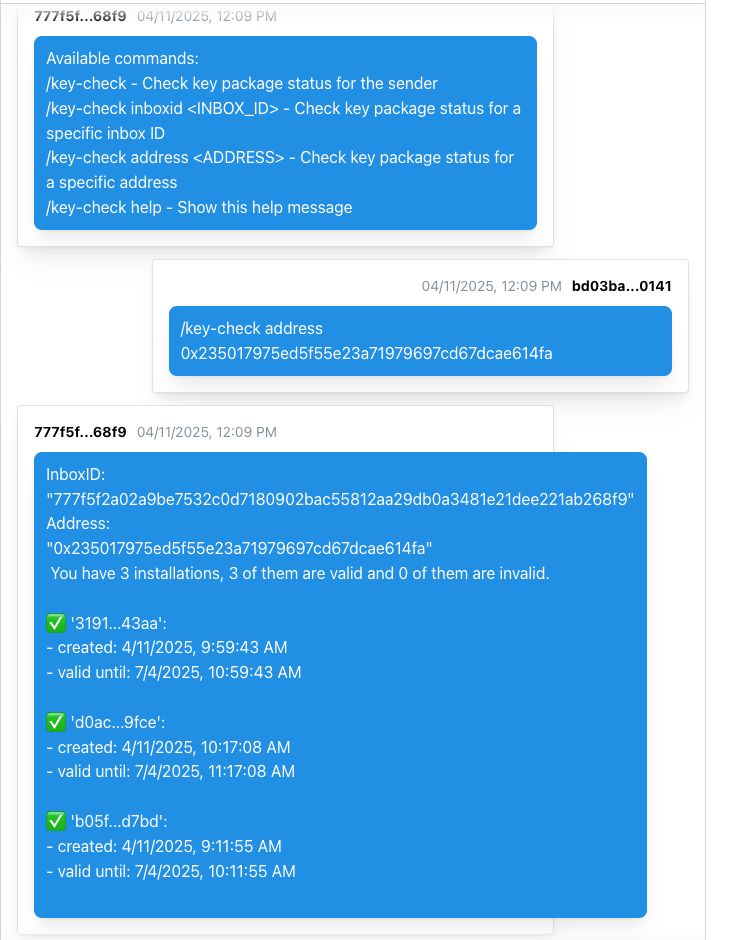 777f5f...68f9 04/11/2025, 12:09 PM
Available commands:
/key-check - Check key package status for the sender
/key-check inboxid <INBOX_ID> - Check key package status for a
specific inbox ID
/key-check address <ADDRESS> - Check key package status for
a specific address
/key-check help - Show this help message
04/11/2025, 12:09 PM bd03ba...0141
/key-check address
0x235017975ed5f55e23a71979697cd67dcae614fa
777f5f...68f9 04/11/2025, 12:09 PM
InboxID:
"777f5f2a02a9be7532c0d7180902bac55812aa29db0a3481e21dee221ab268f9"
Address:
"0x235017975ed5f55e23a71979697cd67dcae614fa"
You have 3 installations, 3 of them are valid and 0 of them are invalid.
✅ '3191...43aa':
- created: 4/11/2025, 9:59:43 AM
- valid until: 7/4/2025, 10:59:43 AM
✅ 'd0ac...9fce':
- created: 4/11/2025, 10:17:08 AM
- valid until: 7/4/2025, 11:17:08 AM
✅ 'b05f...d7bd':
- created: 4/11/2025, 9:11:55 AM
- valid until: 7/4/2025, 10:11:55 AM